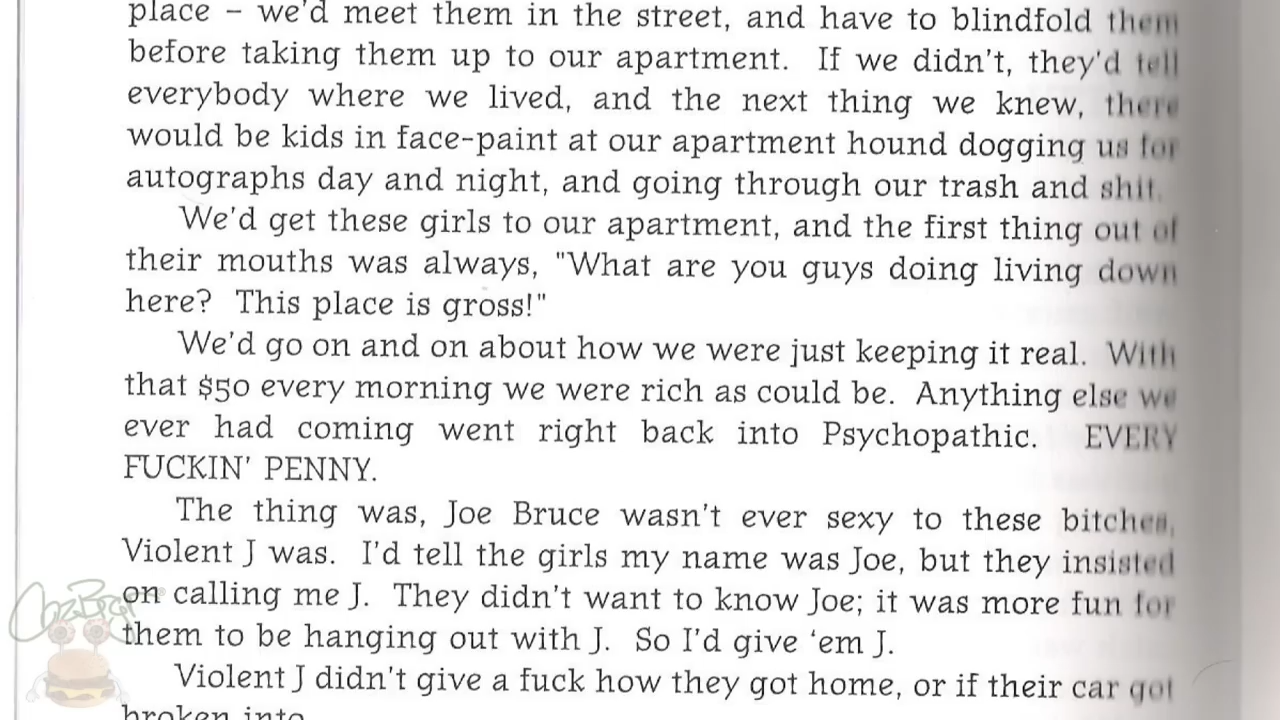 place – we'd meet them in the street, and have to blindfold them
before taking them up to our apartment. If we didn't, they'd tell
everybody where we lived, and the next thing we knew, there
would be kids in face-paint at our apartment hound dogging us for
autographs day and night, and going through our trash and shit.
We'd get these girls to our apartment, and the first thing out of
their mouths was always, "What are you guys doing living down
here? This place is gross!"
We'd go on and on about how we were just keeping it real. With
that $50 every morning we were rich as could be. Anything else we
ever had coming went right back into Psychopathic. EVERY
FUCKIN' PENNY.
The thing was, Joe Bruce wasn't ever sexy to these bitches,
Violent J was. I'd tell the girls my name was Joe, but they insisted
on calling me J. They didn't want to know Joe; it was more fun for
them to be hanging out with J. So I'd give 'em J.
Violent J didn't give a fuck how they got home, or if their car got
broken into